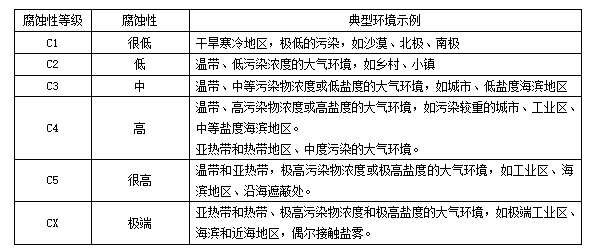 腐蚀性等级 腐蚀性 典型环境示例
C1 很低 干旱寒冷地区，极低的污染，如沙漠、北极、南极
C2 低 温带、低污染浓度的大气环境，如乡村、小镇
C3 中 温带、中等污染物浓度或低盐度的大气环境，如城市、低盐度海滨地区
C4 高 温带、高污染物浓度或高盐度的大气环境，如污染较重的城市、工业区、
中等盐度海滨地区。
亚热带和热带地区、中度污染的大气环境。
C5 很高 温带和亚热带，极高污染物浓度或极高盐度的大气环境，如工业区、海
滨地区、沿海遮蔽处。
CX 极端 亚热带和热带、极高污染物浓度和极高盐度的大气环境，如极端工业区、
海滨和近海地区，偶尔接触盐雾。